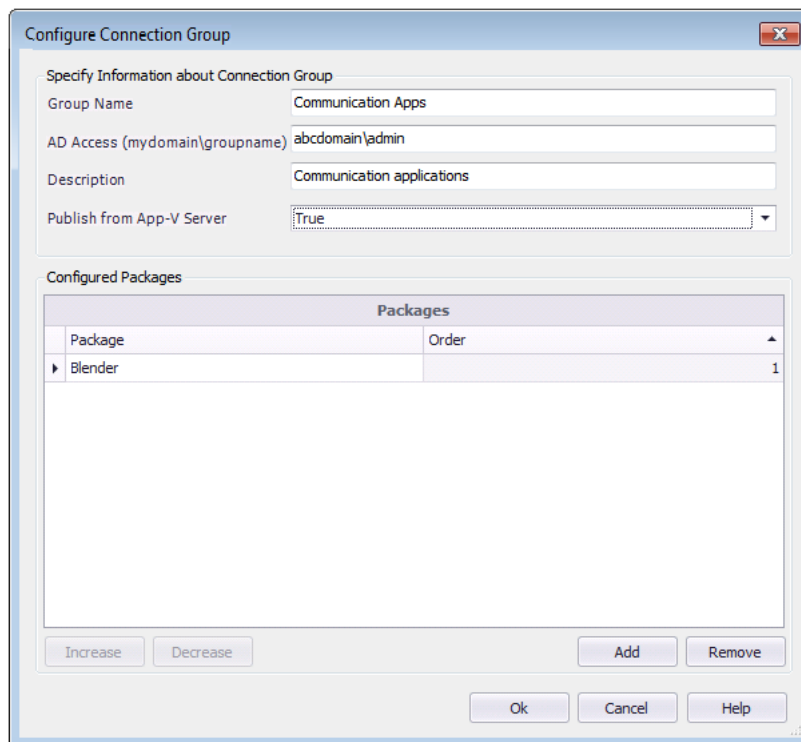 Configure Connection Group
Specify Information about Connection Group
Group Name
Communication Apps
AD Access (mydomain\groupname)
abcdomain\admin
Description
Communication applications
Publish from App-V Server
True
Configured Packages
Packages
Package Order
Blender 1
Increase Decrease Add Remove
Ok Cancel Help